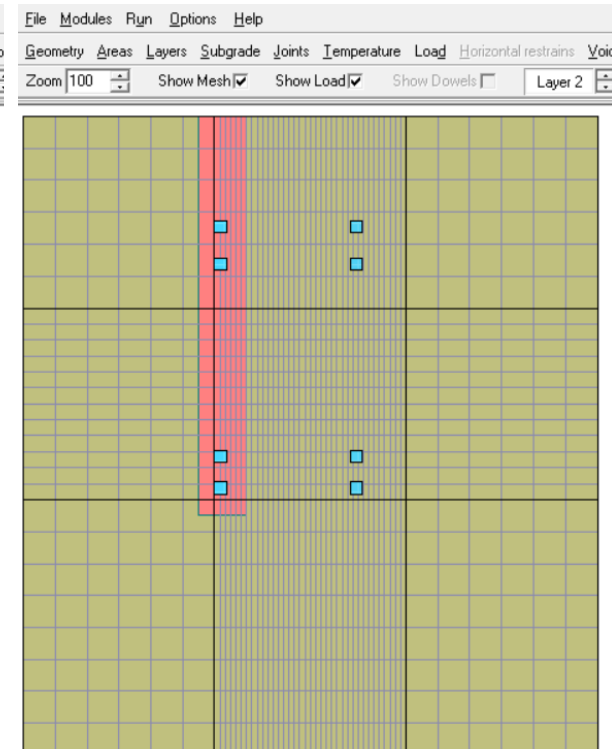 File Modules Run Options Help
Geometry Areas Layers Subgrade Joints Temperature Load Horizontal restrains
Zoom 100 Show Mesh Show Load Show Dowels Layer 2